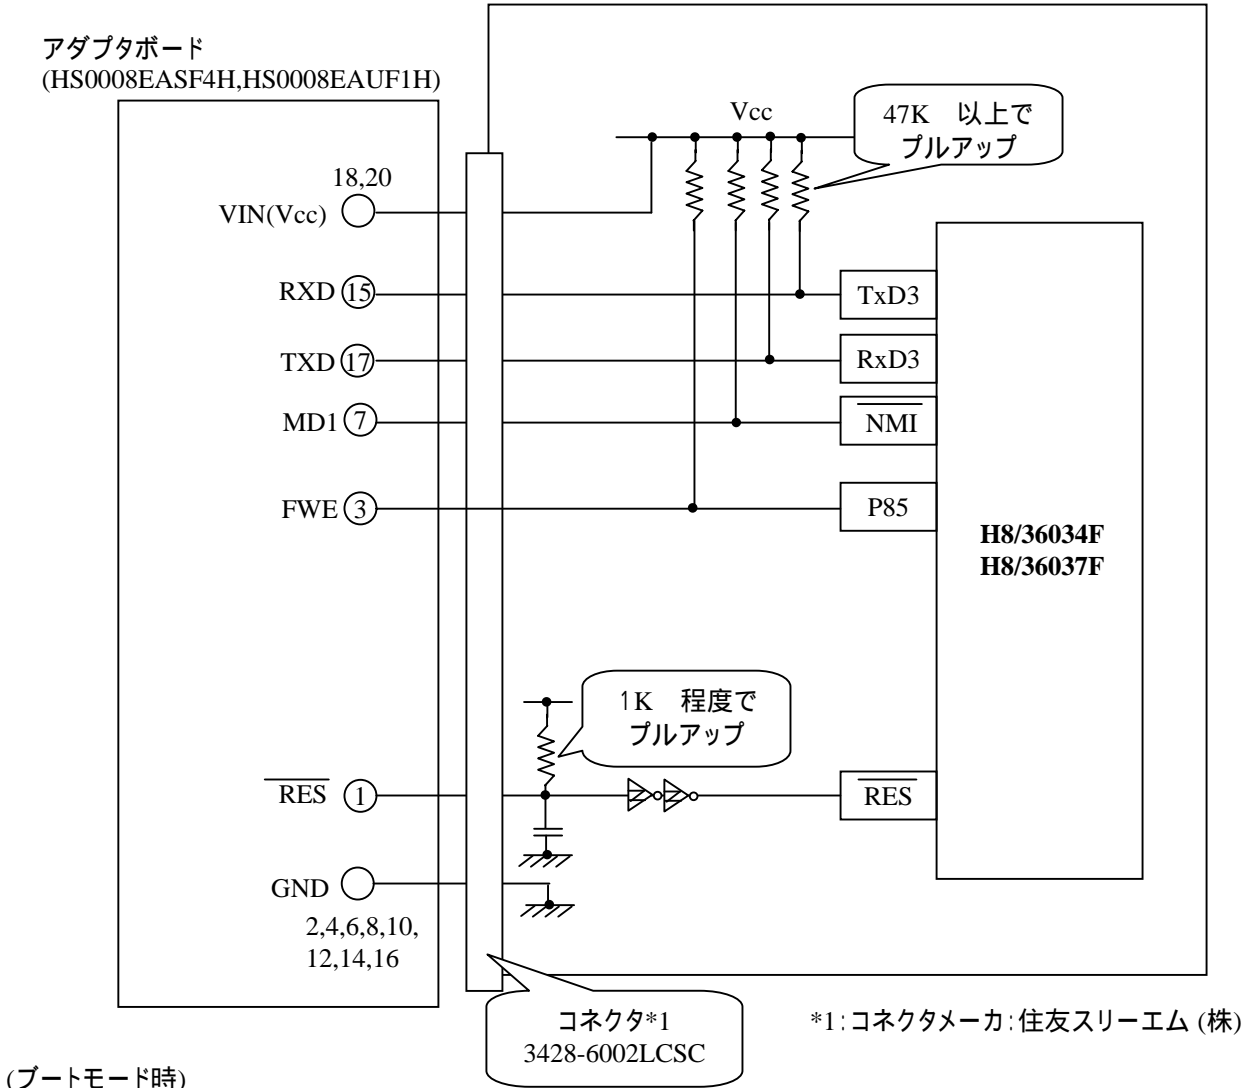 アダプタボード
(HS0008EASF4H,HS0008EAUF1H)
Vcc
47K 以上で
プルアップ
18,20
VIN(Vcc)
RXD 15
TxD3
TXD 17
RxD3
MD1 7
NMI
FWE 3
P85
H8/36034F
H8/36037F
1K 程度で
プルアップ
RES 1
RES
GND
2,4,6,8,10,
12,14,16
コネクタ*1
3428-6002LCSC
*1:コネクタメーカ:住友スリーエム (株)
(ブートモード時)